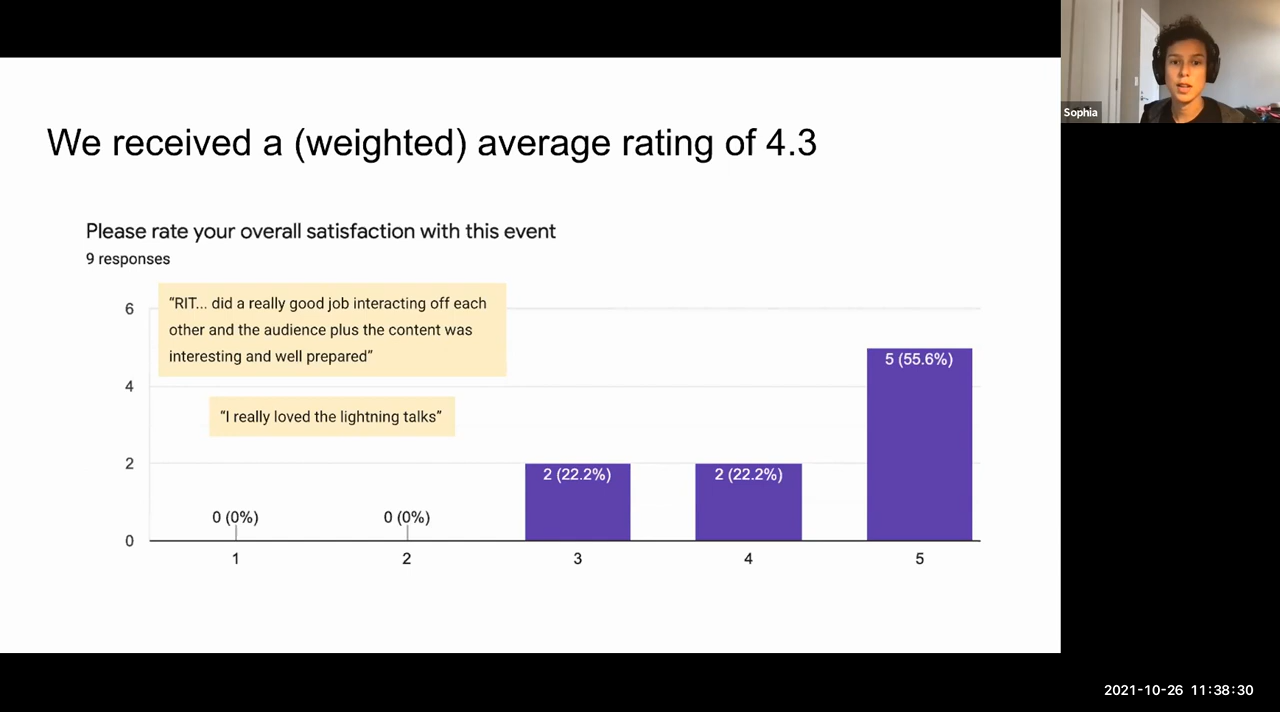 We received a (weighted) average rating of 4.3
Please rate your overall satisfaction with this event
9 responses
“RIT... did a really good job interacting off each
other and the audience plus the content was
interesting and well prepared”
“I really loved the lightning talks”
6
4
2
0
0 (0%)
0 (0%)
2 (22.2%)
2 (22.2%)
5 (55.6%)
1
2
3
4
5
Sophia
2021-10-26 11:38:30